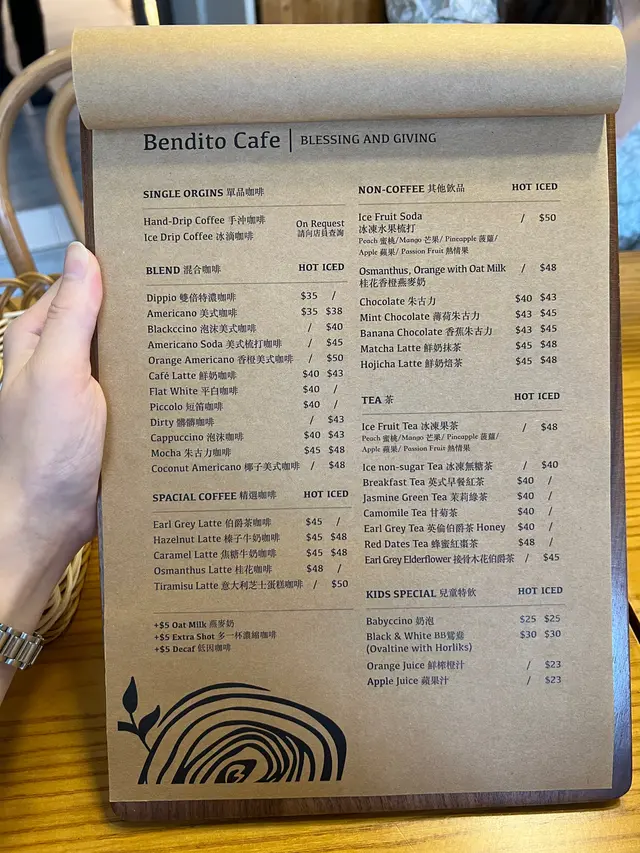 Bendito Cafe | BLESSING AND GIVING
SINGLE ORGINS 單品咖啡
Hand-Drip Coffee 手沖咖啡
Ice Drip Coffee 冰滴咖啡
On Request
請向店員查詢
BLEND 混合咖啡 HOT ICED
Dippio 雙倍特濃咖啡 $35 /
Americano 美式咖啡 $35 $38
Blackccino 泡沫美式咖啡 / $40
Americano Soda 美式梳打咖啡 / $45
Orange Americano 香橙美式咖啡 / $50
Café Latte 鮮奶咖啡 $40 $43
Flat White 平白咖啡 $40 /
Piccolo 短笛咖啡 $40 /
Dirty 髒髒咖啡 / $43
Cappuccino 泡沫咖啡 $40 $43
Mocha 朱古力咖啡 $45 $48
Coconut Americano 椰子美式咖啡 / $48
SPACIAL COFFEE 精選咖啡 HOT ICED
Earl Grey Latte 伯爵茶咖啡 $45 /
Hazelnut Latte 榛子牛奶咖啡 $45 $48
Caramel Latte 焦糖牛奶咖啡 $45 $48
Osmanthus Latte 桂花咖啡 $48 /
Tiramisu Latte 意大利芝士蛋糕咖啡 / $50
+$5 Oat Milk 燕麥奶
+$5 Extra Shot 多一杯濃縮咖啡
+$5 Decaf 低因咖啡
NON-COFFEE 其他飲品 HOT ICED
Ice Fruit Soda / $50
冰凍水果梳打
Peach 蜜桃/Mango 芒果/ Pineapple 菠蘿/
Apple 蘋果/ Passion Fruit 熱情果
Osmanthus, Orange with Oat Milk / $48
桂花香橙燕麥奶
Chocolate 朱古力 $40 $43
Mint Chocolate 薄荷朱古力 $43 $45
Banana Chocolate 香蕉朱古力 $43 $45
Matcha Latte 鮮奶抹茶 $45 $48
Hojicha Latte 鮮奶焙茶 $45 $48
TEA 茶 HOT ICED
Ice Fruit Tea 冰凍果茶 / $48
Peach 蜜桃/Mango 芒果/ Pineapple 菠蘿/
Apple 蘋果/ Passion Fruit 熱情果
Ice non-sugar Tea 冰凍無糖茶 / $40
Breakfast Tea 英式早餐紅茶 $40 /
Jasmine Green Tea 茉莉綠茶 $40 /
Camomile Tea 甘菊茶 $40 /
Earl Grey Tea 英倫伯爵茶 Honey $40 /
Red Dates Tea 蜂蜜紅棗茶 $48 /
Earl Grey Elderflower 接骨木花伯爵茶 / $45
KIDS SPECIAL 兒童特飲 HOT ICED
Babyccino 奶泡 $25 $25
Black & White BB鴛鴦 $30 $30
(Ovaltine with Horliks)
Orange Juice 鮮榨橙汁 / $23
Apple Juice 蘋果汁 / $23